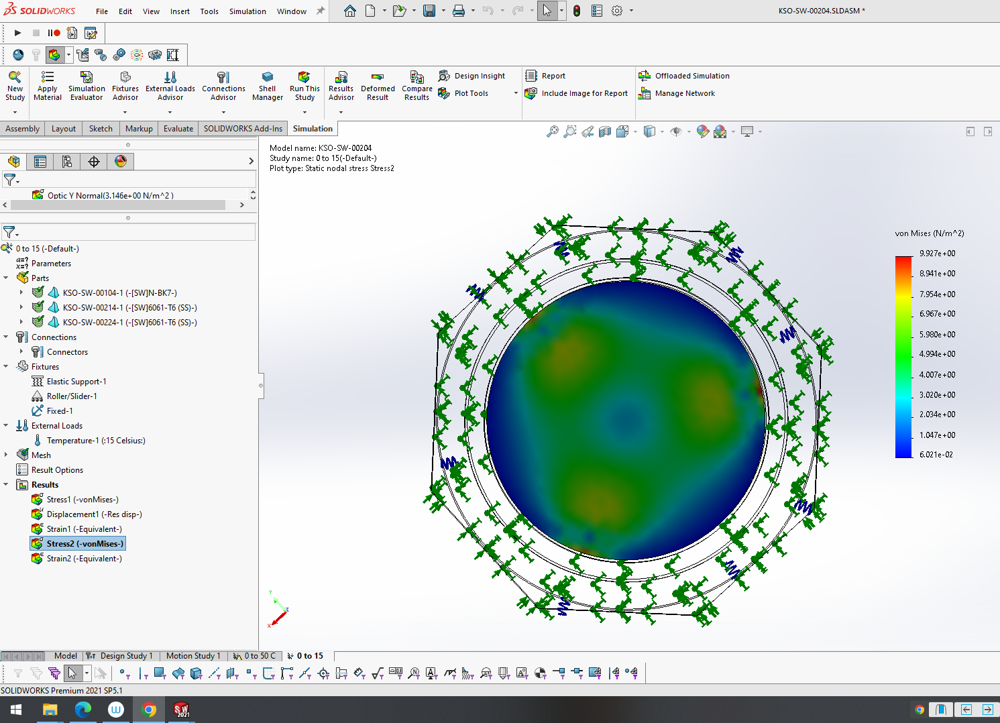 SOLIDWORKS File Edit View Insert Tools Simulation Window KSO-SW-00204.SLDASM *
New Study
Apply Material
Simulation Evaluator
Fixtures Advisor
External Loads Advisor
Connections Advisor
Shell Manager
Run This Study
Results Advisor
Deformed Result
Compare Results
Design Insight
Plot Tools
Report
Include Image for Report
Offloaded Simulation
Manage Network
Assembly Layout Sketch Markup Evaluate SOLIDWORKS Add-Ins Simulation
Model name: KSO-SW-00204
Study name: 0 to 15(-Default-)
Plot type: Static nodal stress Stress2
Optic Y Normal(3.146e+00 N/m^2 )
0 to 15 (-Default-)
Parameters
Parts
KSO-SW-00104-1 (-[SW]N-BK7-)
KSO-SW-00214-1 (-[SW]6061-T6 (SS)-)
KSO-SW-00224-1 (-[SW]6061-T6 (SS)-)
Connections
Connectors
Fixtures
Elastic Support-1
Roller/Slider-1
Fixed-1
External Loads
Temperature-1 (:15 Celsius:)
Mesh
Result Options
Results
Stress1 (-vonMises-)
Displacement1 (-Res disp-)
Strain1 (-Equivalent-)
Stress2 (-vonMises-)
Strain2 (-Equivalent-)
von Mises (N/m^2)
9.927e+00
8.941e+00
7.954e+00
6.967e+00
5.980e+00
4.994e+00
4.007e+00
3.020e+00
2.034e+00
1.047e+00
6.021e-02
Y
Z
X
Model Design Study 1 Motion Study 1 0 to 50 C 0 to 15
SOLIDWORKS Premium 2021 SP5.1
SW
2021